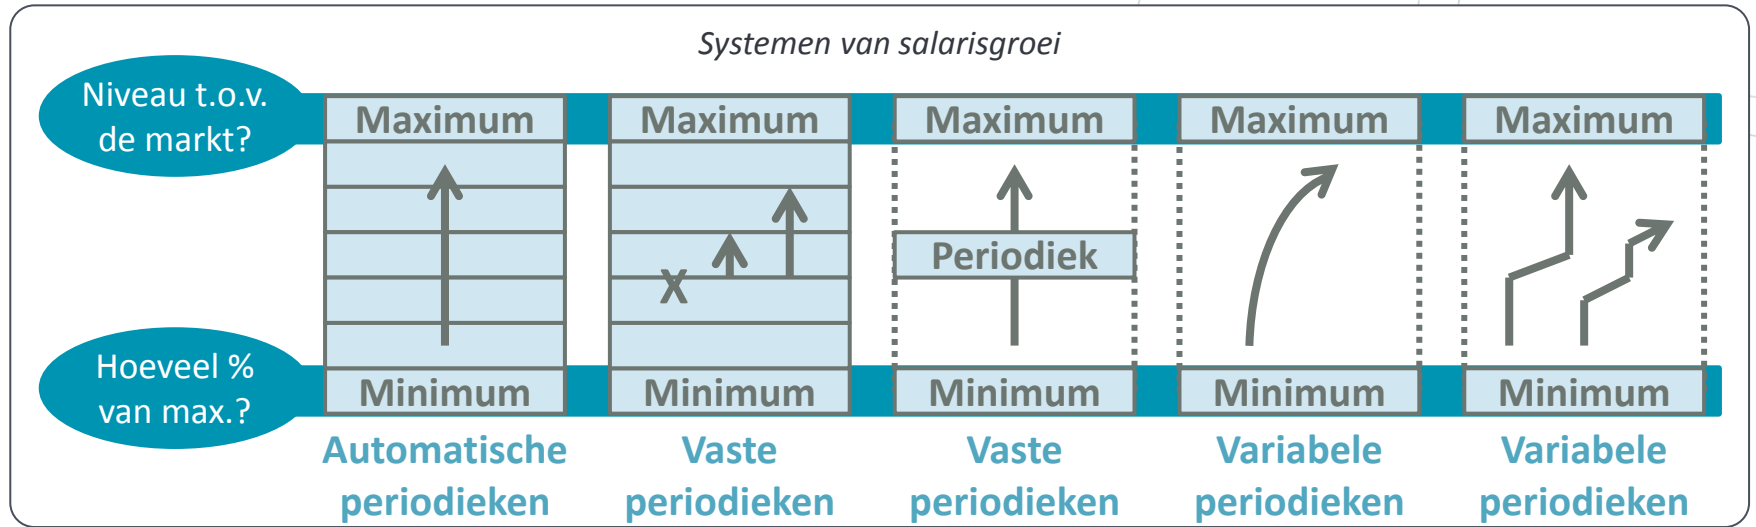 Systemen van salarisgroei
Niveau t.o.v.
de markt?
Maximum
Maximum
Maximum
Maximum
Maximum
X
Periodiek
Hoeveel %
van max.?
Minimum
Minimum
Minimum
Minimum
Minimum
Automatische
periodieken
Vaste
periodieken
Vaste
periodieken
Variabele
periodieken
Variabele
periodieken